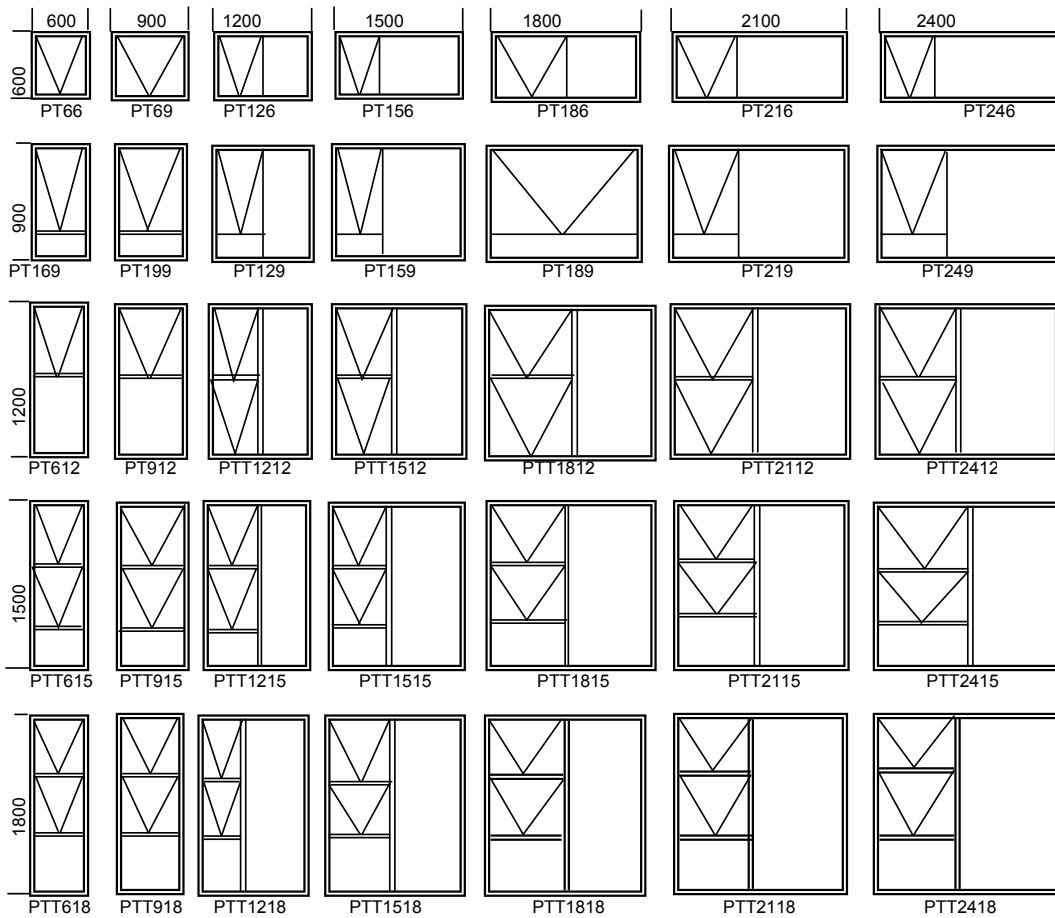 600 900 1200 1500 1800 2100 2400
600
PT66 PT69 PT126 PT156 PT186 PT216 PT246
900
PT169 PT199 PT129 PT159 PT189 PT219 PT249
1200
PT612 PT912 PTT1212 PTT1512 PTT1812 PTT2112 PTT2412
1500
PTT615 PTT915 PTT1215 PTT1515 PTT1815 PTT2115 PTT2415
1800
PTT618 PTT918 PTT1218 PTT1518 PTT1818 PTT2118 PTT2418